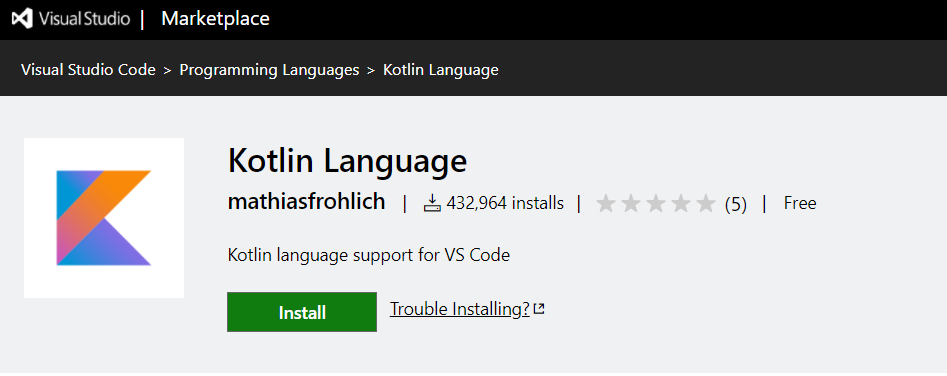 Visual Studio | Marketplace
Visual Studio Code > Programming Languages > Kotlin Language
Kotlin Language
mathiasfrohlich | 432,964 installs | (5) | Free
Kotlin language support for VS Code
Install Trouble Installing?